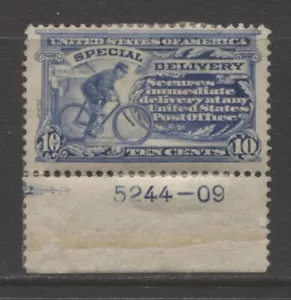 UNITED STATES OF AMERICA
SPECIAL DELIVERY
Secures
immediate
delivery at any
United States
Post Office
10 TEN CENTS 10
5244-09